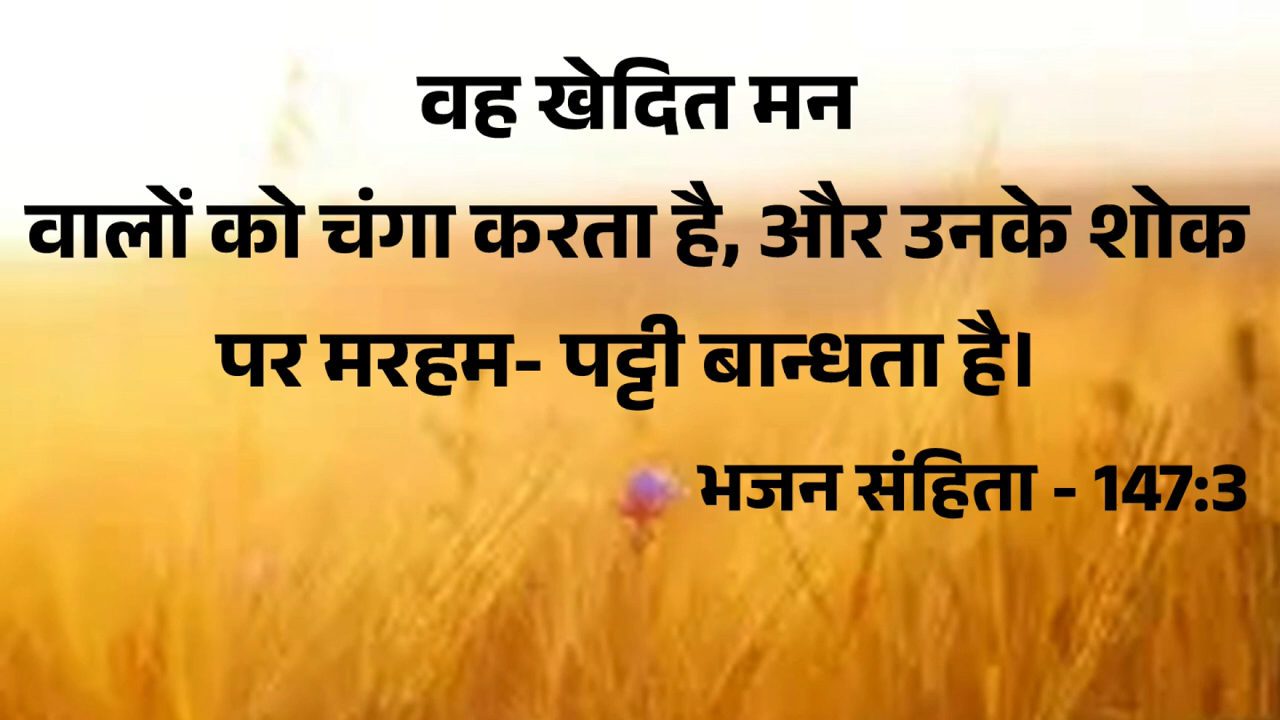 वह खेदित मन
वालों को चंगा करता है, और उनके शोक
पर मरहम- पट्टी बान्धता है।
भजन संहिता - 147:3